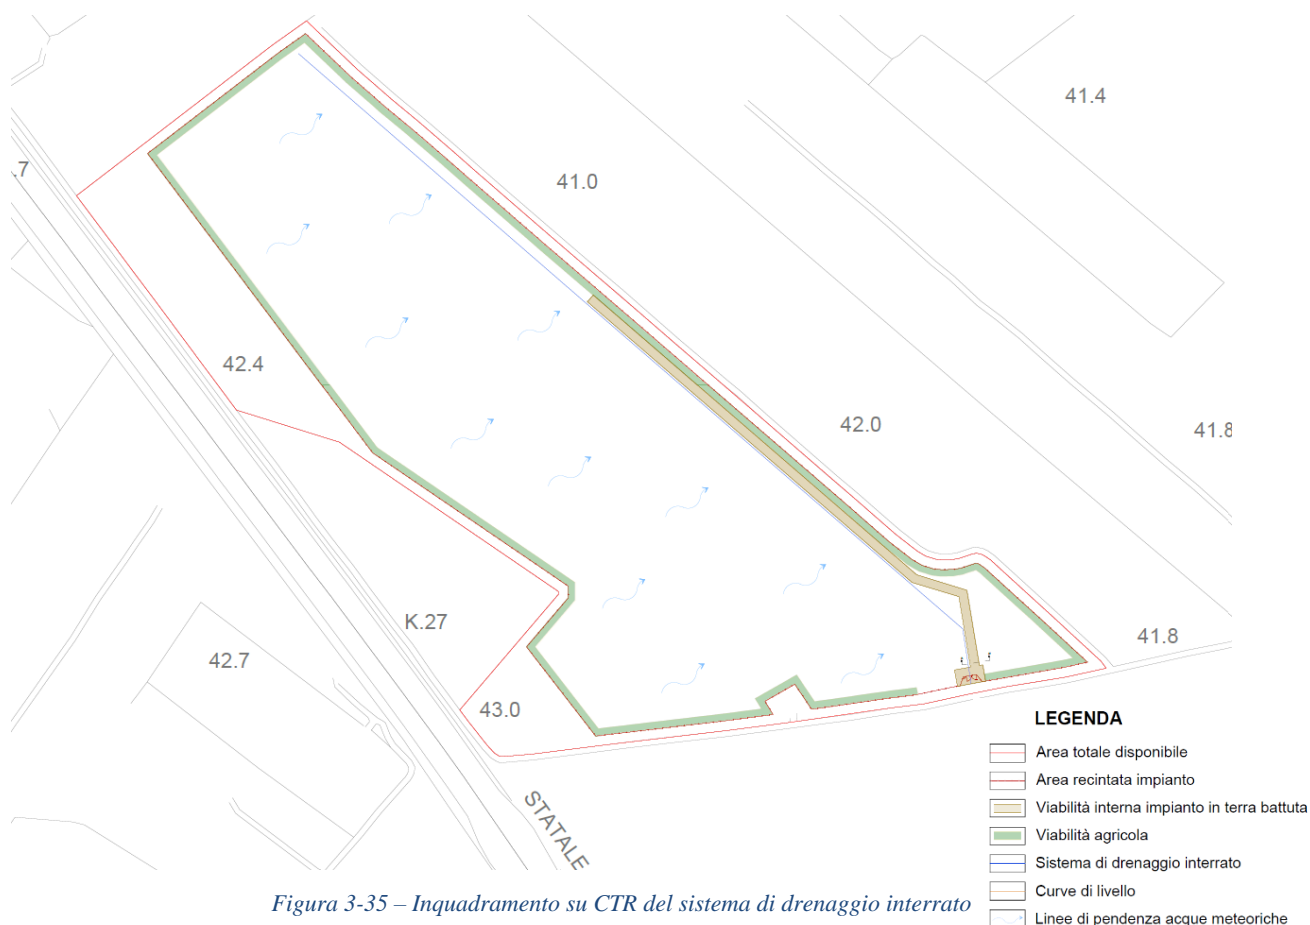 41.4
.7
41.0
42.4
42.0
41.8
K.27
42.7
41.8
43.0
STATALE
LEGENDA
Area totale disponibile
Area recintata impianto
Viabilità interna impianto in terra battuta
Viabilità agricola
Sistema di drenaggio interrato
Curve di livello
Linee di pendenza acque meteoriche
Figura 3-35 – Inquadramento su CTR del sistema di drenaggio interrato